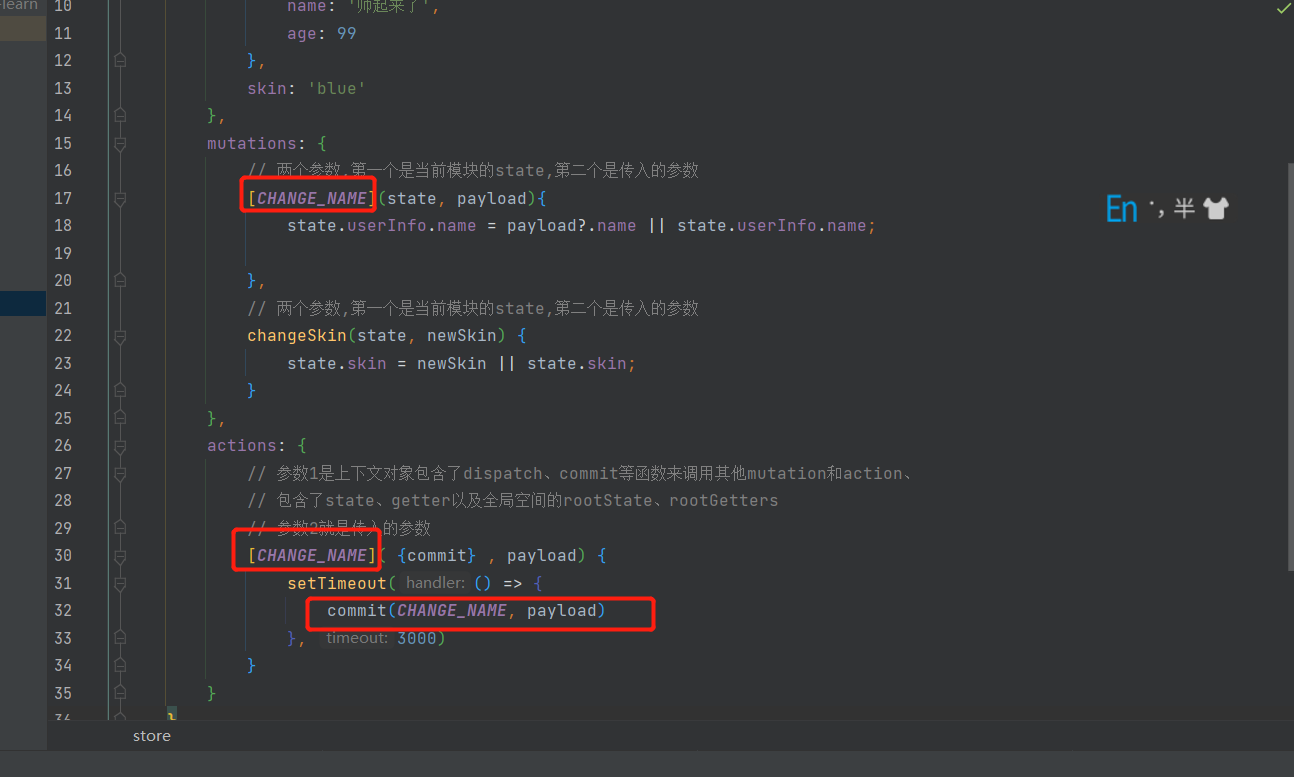 learn
10 name: '帅起来了',
11 age: 99
12 },
13 skin: 'blue'
14 },
15 mutations: {
16 // 两个参数,第一个是当前模块的state,第二个是传入的参数
17 [CHANGE_NAME](state, payload){
18 state.userInfo.name = payload?.name || state.userInfo.name;
19
20 },
21 // 两个参数,第一个是当前模块的state,第二个是传入的参数
22 changeSkin(state, newSkin) {
23 state.skin = newSkin || state.skin;
24 }
25 },
26 actions: {
27 // 参数1是上下文对象包含了dispatch、commit等函数来调用其他mutation和action、
28 // 包含了state、getter以及全局空间的rootState、rootGetters
29 // 参数2就是传入的参数
30 [CHANGE_NAME]( {commit} , payload) {
31 setTimeout( handler: () => {
32 commit(CHANGE_NAME, payload)
33 }, timeout: 3000)
34 }
35 }
36 }
store
En ˙, 半